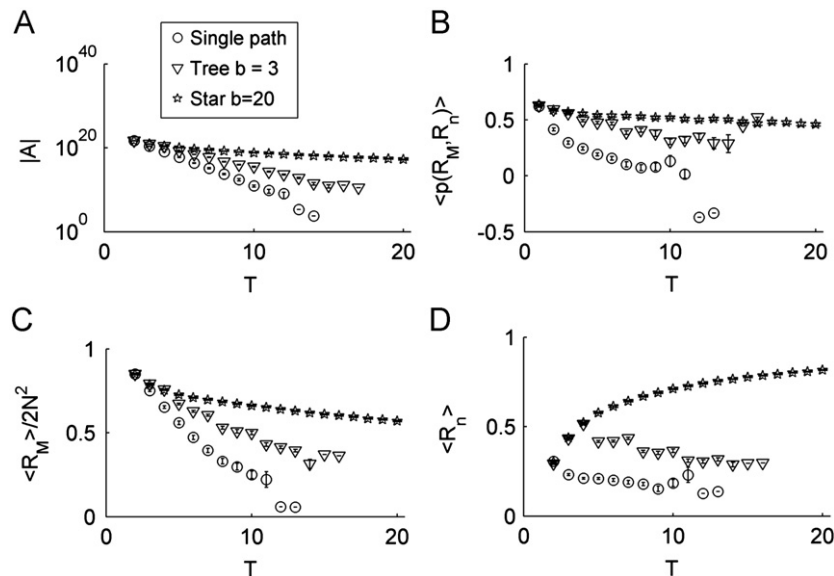 A
Single path
Tree b = 3
Star b=20
10^40
10^20
10^0
|A|
0 10 20
T
B
1
0.5
0
-0.5
<p(R_M,R_n)>
0 10 20
T
C
1
0.5
0
<R_M>/2N^2
0 10 20
T
D
1
0.5
0
<R_n>
0 10 20
T